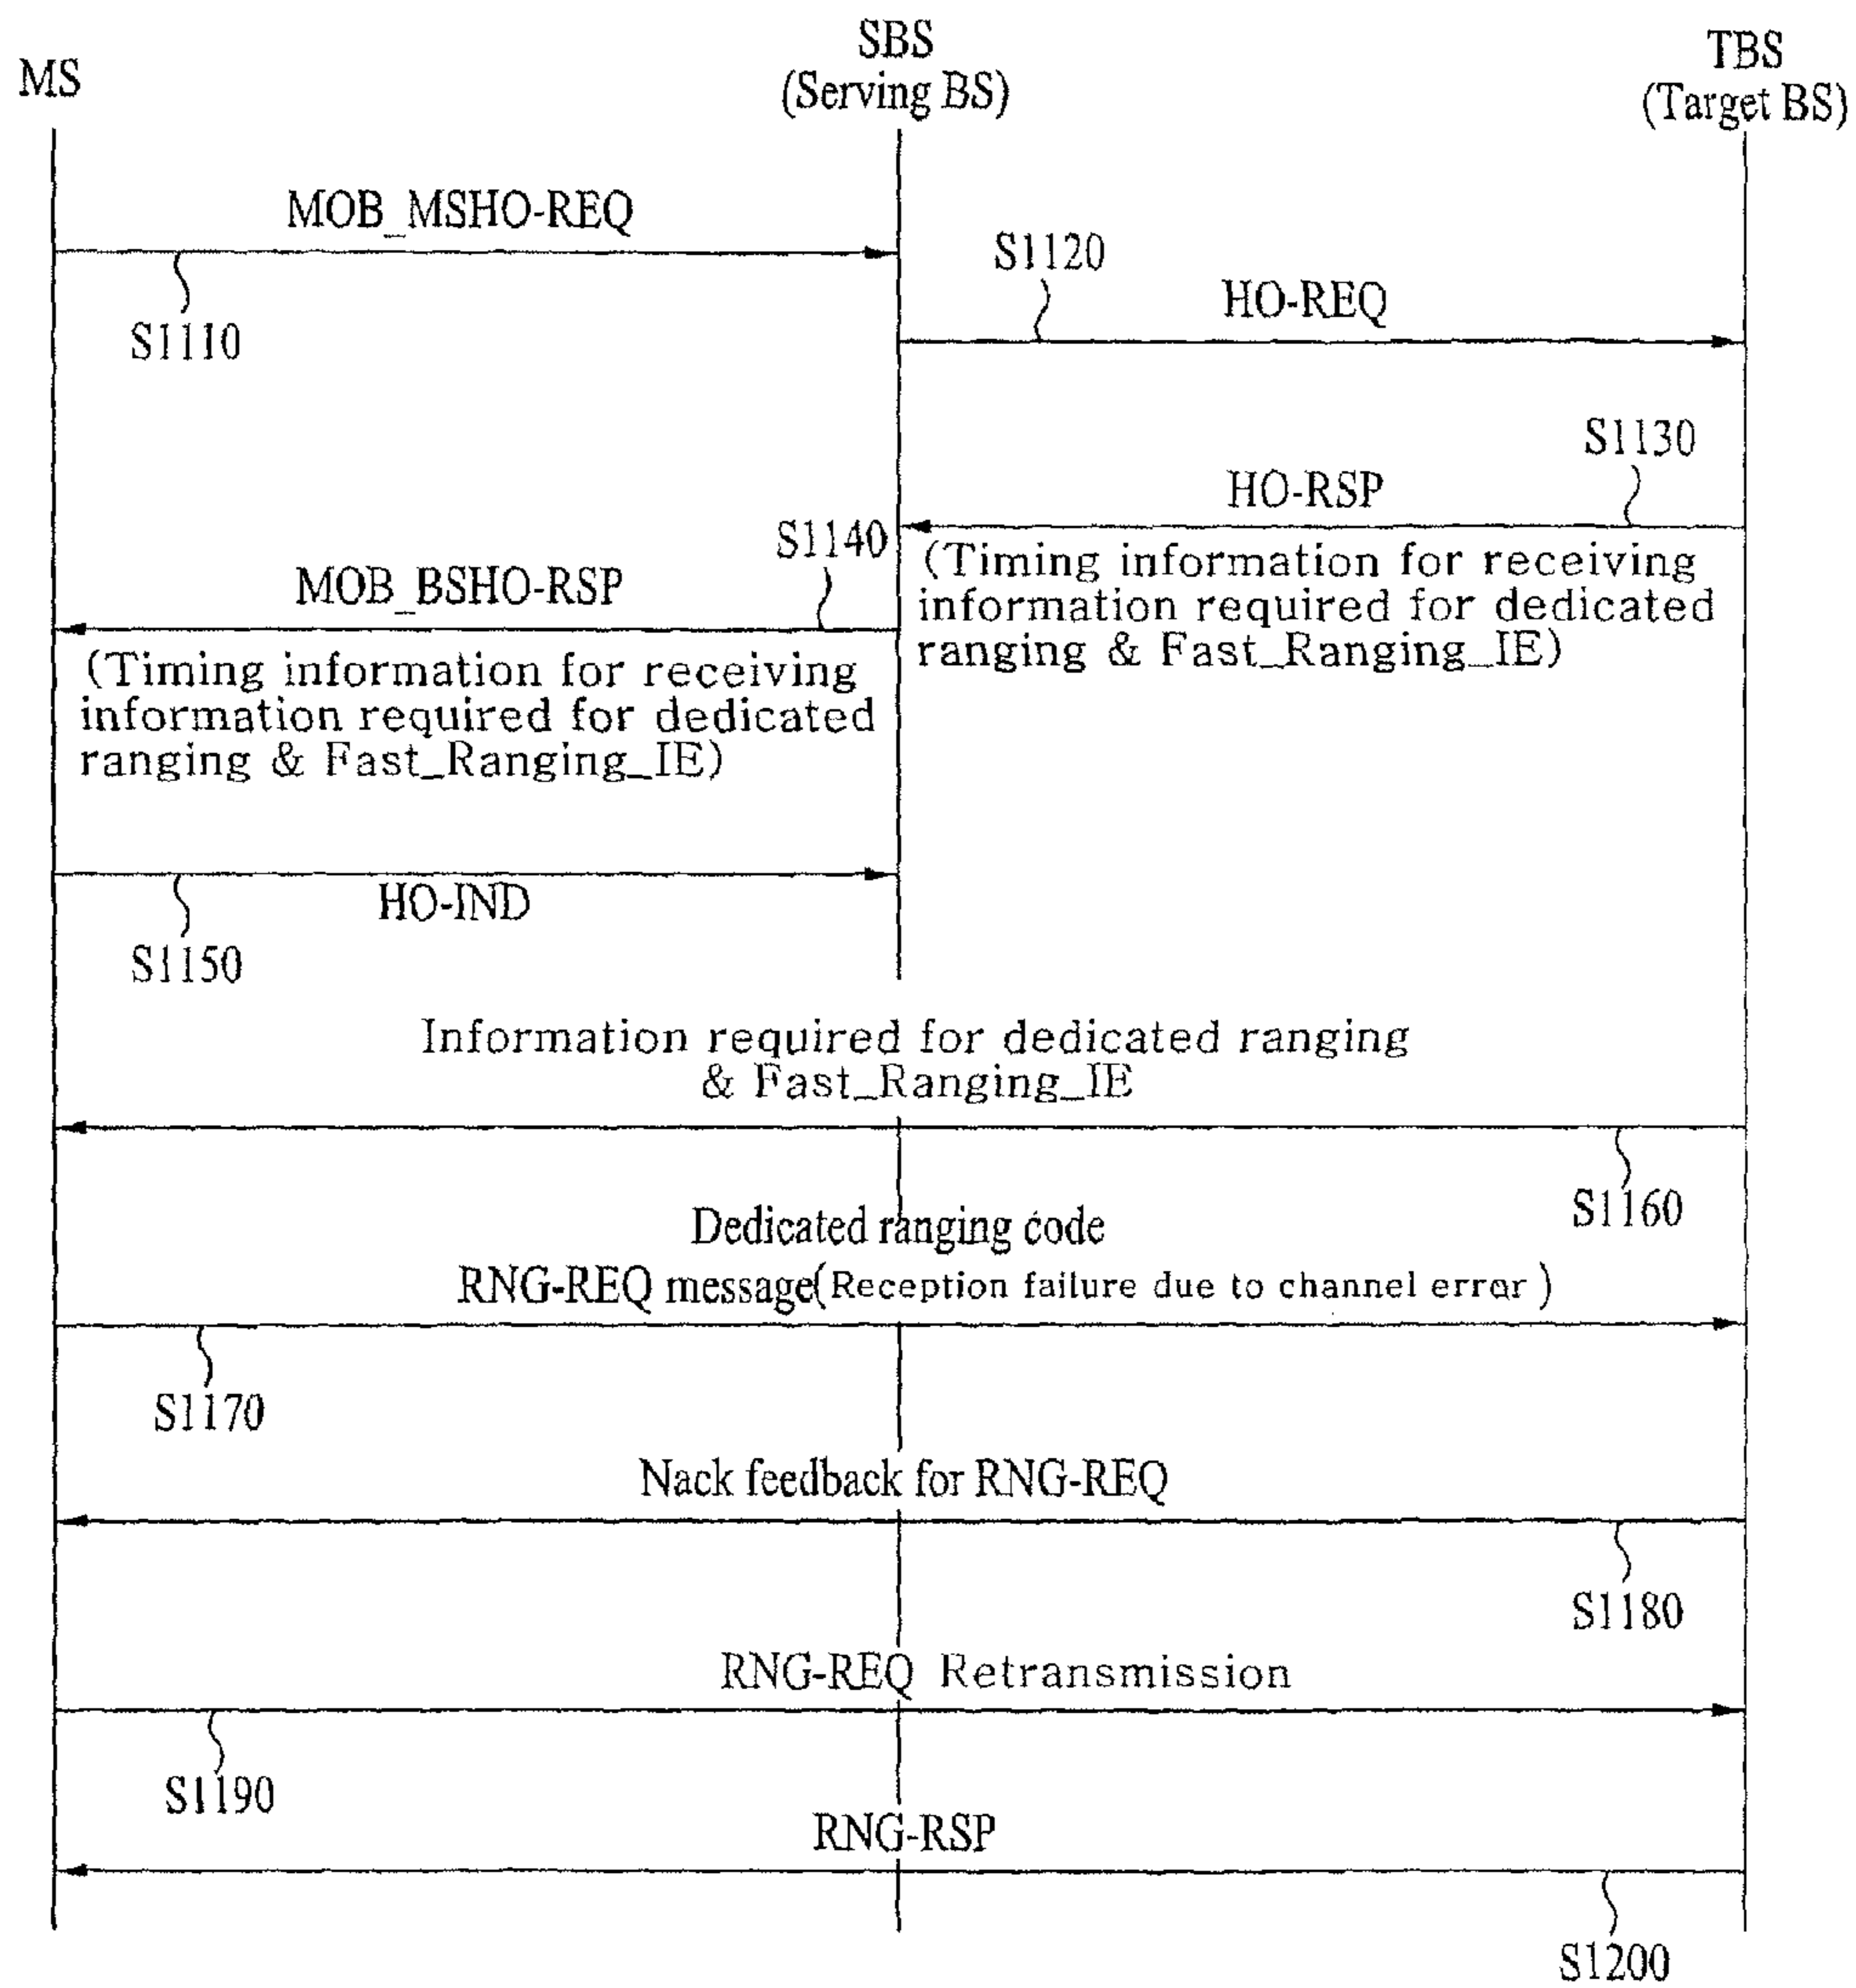 MS
SBS
(Serving BS)
TBS
(Target BS)
MOB_MSHO-REQ
S1110
S1120
HO-REQ
S1130
HO-RSP
(Timing information for receiving
information required for dedicated
ranging & Fast_Ranging_IE)
S1140
MOB_BSHO-RSP
(Timing information for receiving
information required for dedicated
ranging & Fast_Ranging_IE)
HO-IND
S1150
Information required for dedicated ranging
& Fast_Ranging_IE
S1160
Dedicated ranging code
RNG-REQ message(Reception failure due to channel error)
S1170
Nack feedback for RNG-REQ
S1180
RNG-REQ Retransmission
S1190
RNG-RSP
S1200